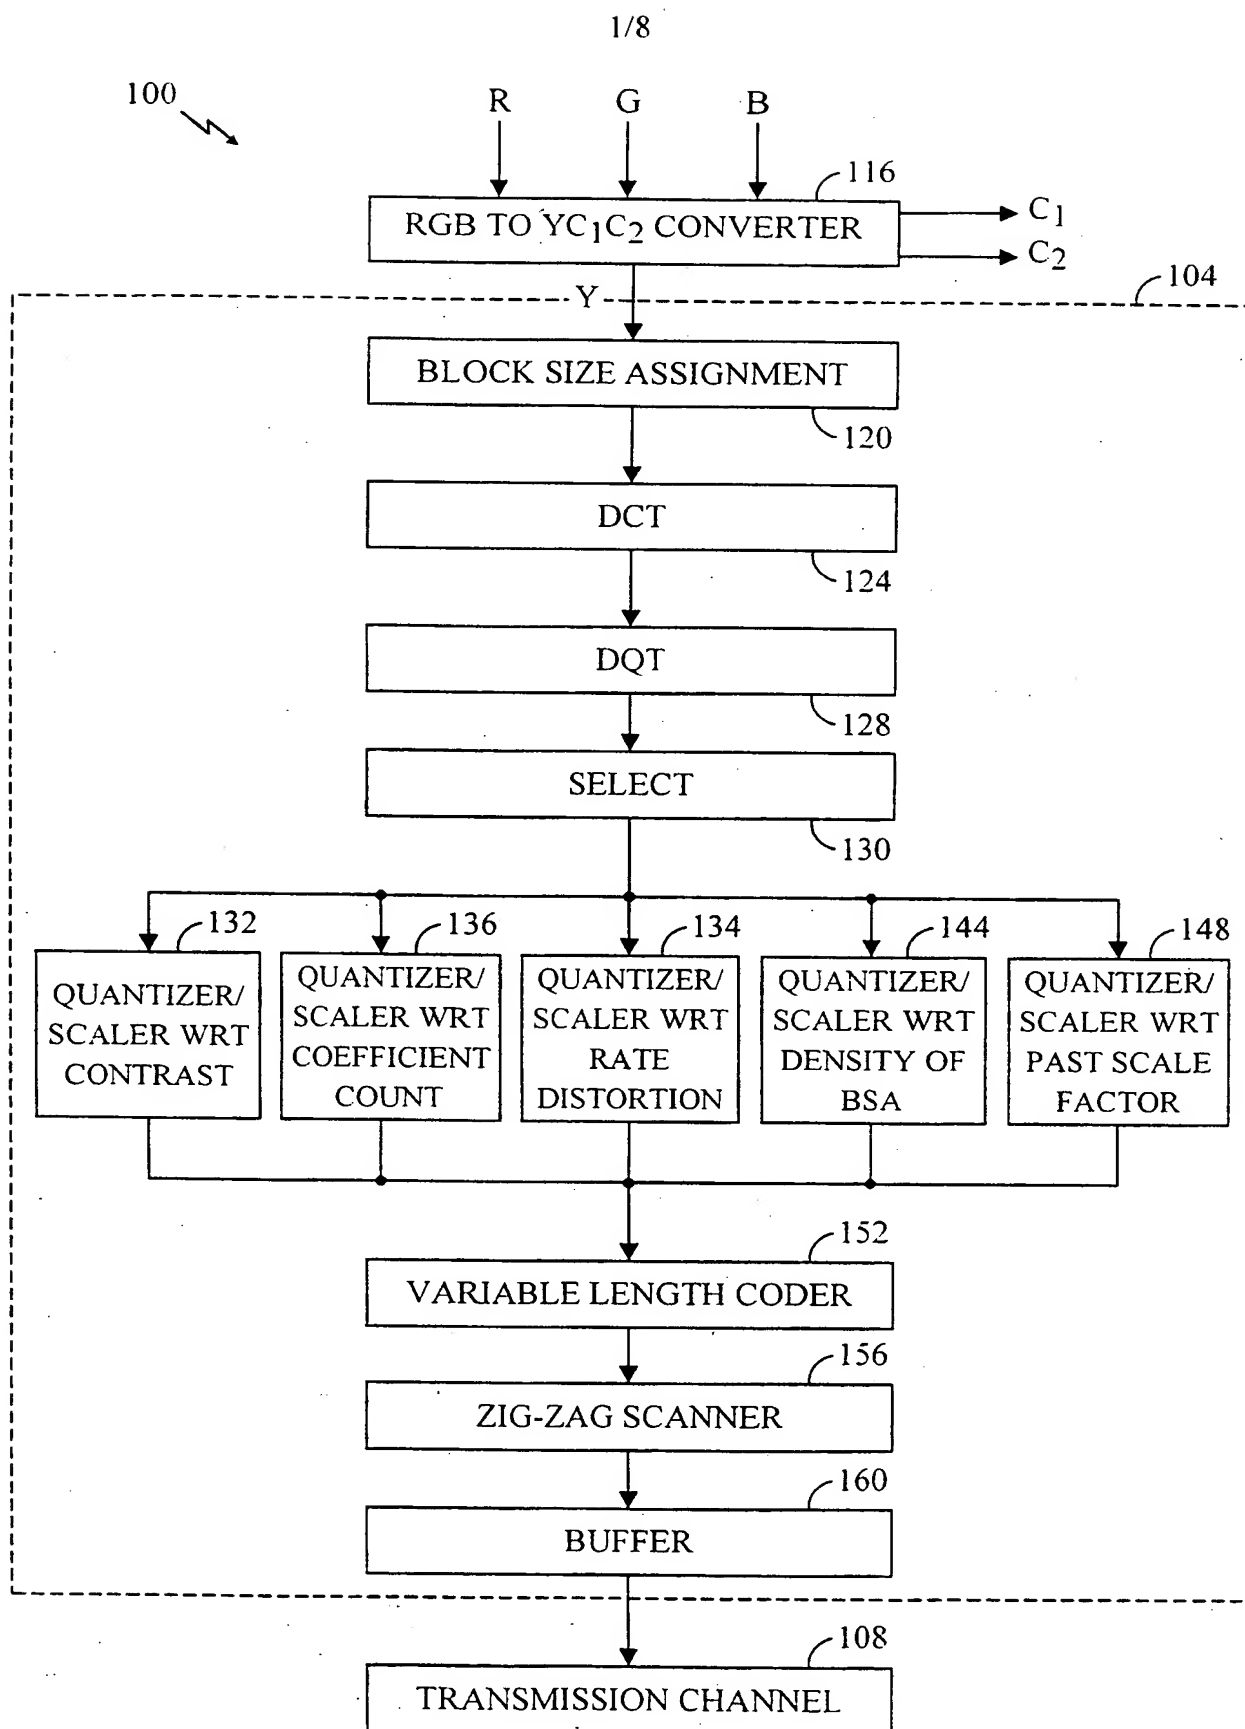 1/8
100
R G B
116
RGB TO YC1C2 CONVERTER
C1
C2
104
Y
BLOCK SIZE ASSIGNMENT
120
DCT
124
DQT
128
SELECT
130
132
QUANTIZER/
SCALER WRT
CONTRAST
136
QUANTIZER/
SCALER WRT
COEFFICIENT
COUNT
134
QUANTIZER/
SCALER WRT
RATE
DISTORTION
144
QUANTIZER/
SCALER WRT
DENSITY OF
BSA
148
QUANTIZER/
SCALER WRT
PAST SCALE
FACTOR
152
VARIABLE LENGTH CODER
156
ZIG-ZAG SCANNER
160
BUFFER
108
TRANSMISSION CHANNEL